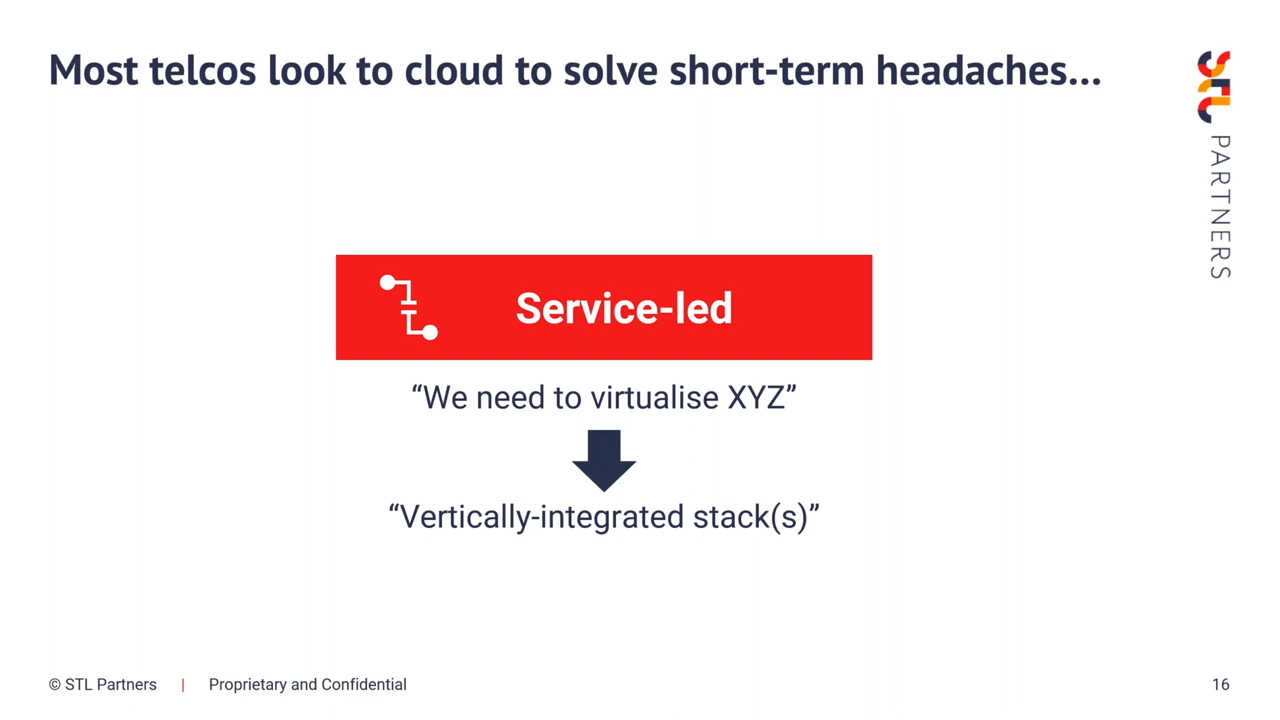 Most telcos look to cloud to solve short-term headaches...
STL
PARTNERS
Service-led
“We need to virtualise XYZ”
“Vertically-integrated stack(s)”
© STL Partners | Proprietary and Confidential
16